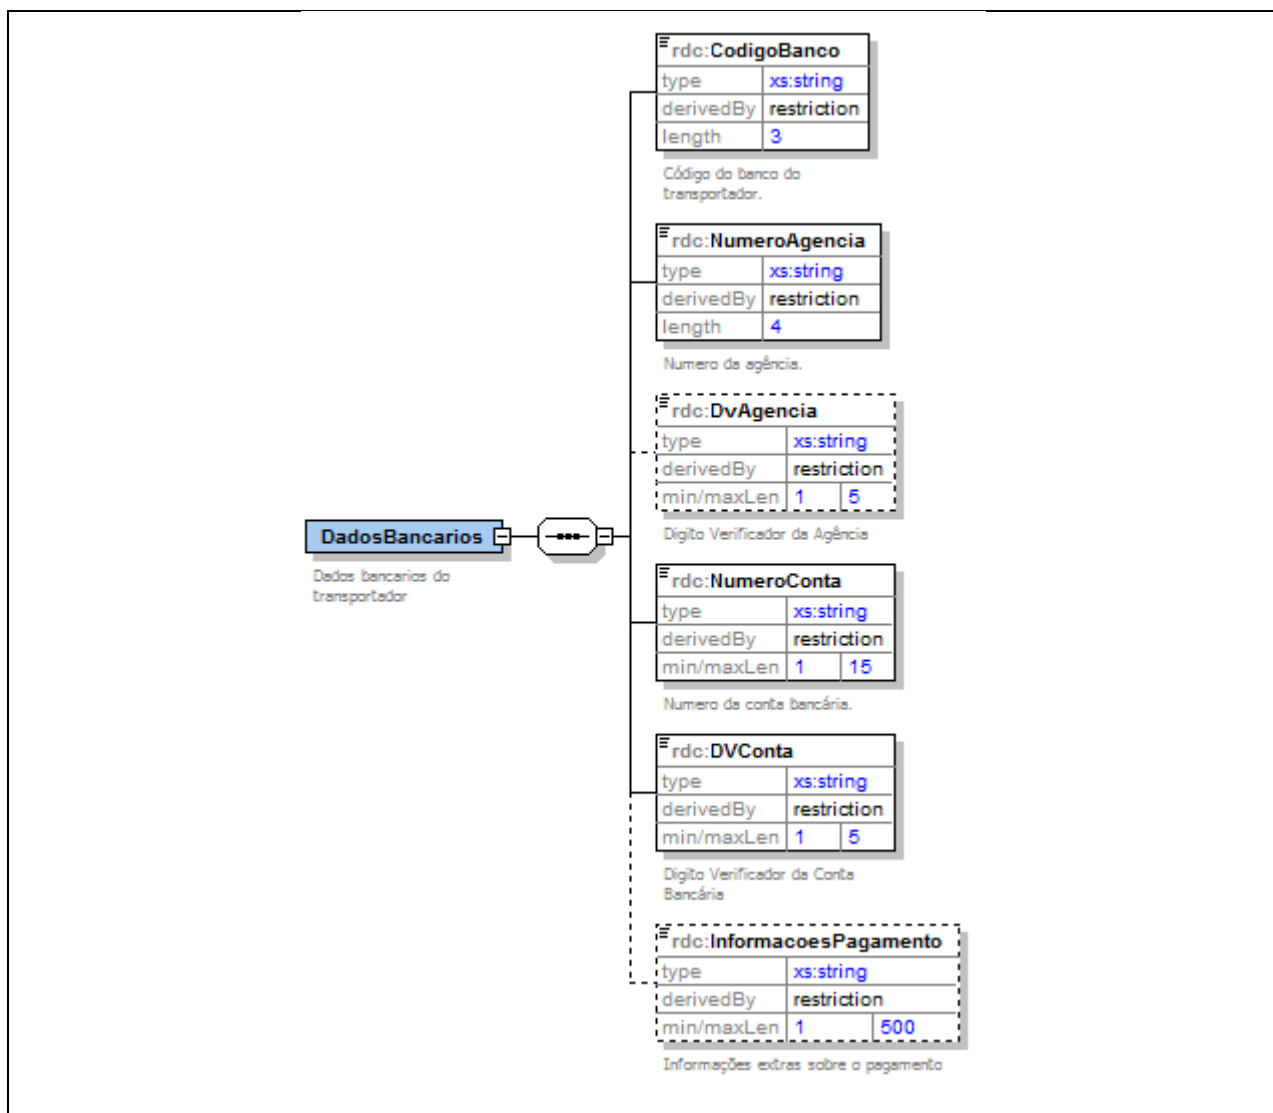 rdc:CodigoBanco
type xs:string
derivedBy restriction
length 3
Código do banco do
transportador.
rdc:NumeroAgencia
type xs:string
derivedBy restriction
length 4
Numero da agência.
rdc:DvAgencia
type xs:string
derivedBy restriction
min/maxLen 1 5
Digito Verificador da Agência
DadosBancarios
Dados bancarios do
transportador
rdc:NumeroConta
type xs:string
derivedBy restriction
min/maxLen 1 15
Numero da conta bancária.
rdc:DVConta
type xs:string
derivedBy restriction
min/maxLen 1 5
Digito Verificador da Conta
Bancária
rdc:InformacoesPagamento
type xs:string
derivedBy restriction
min/maxLen 1 500
Informações extras sobre o pagamento